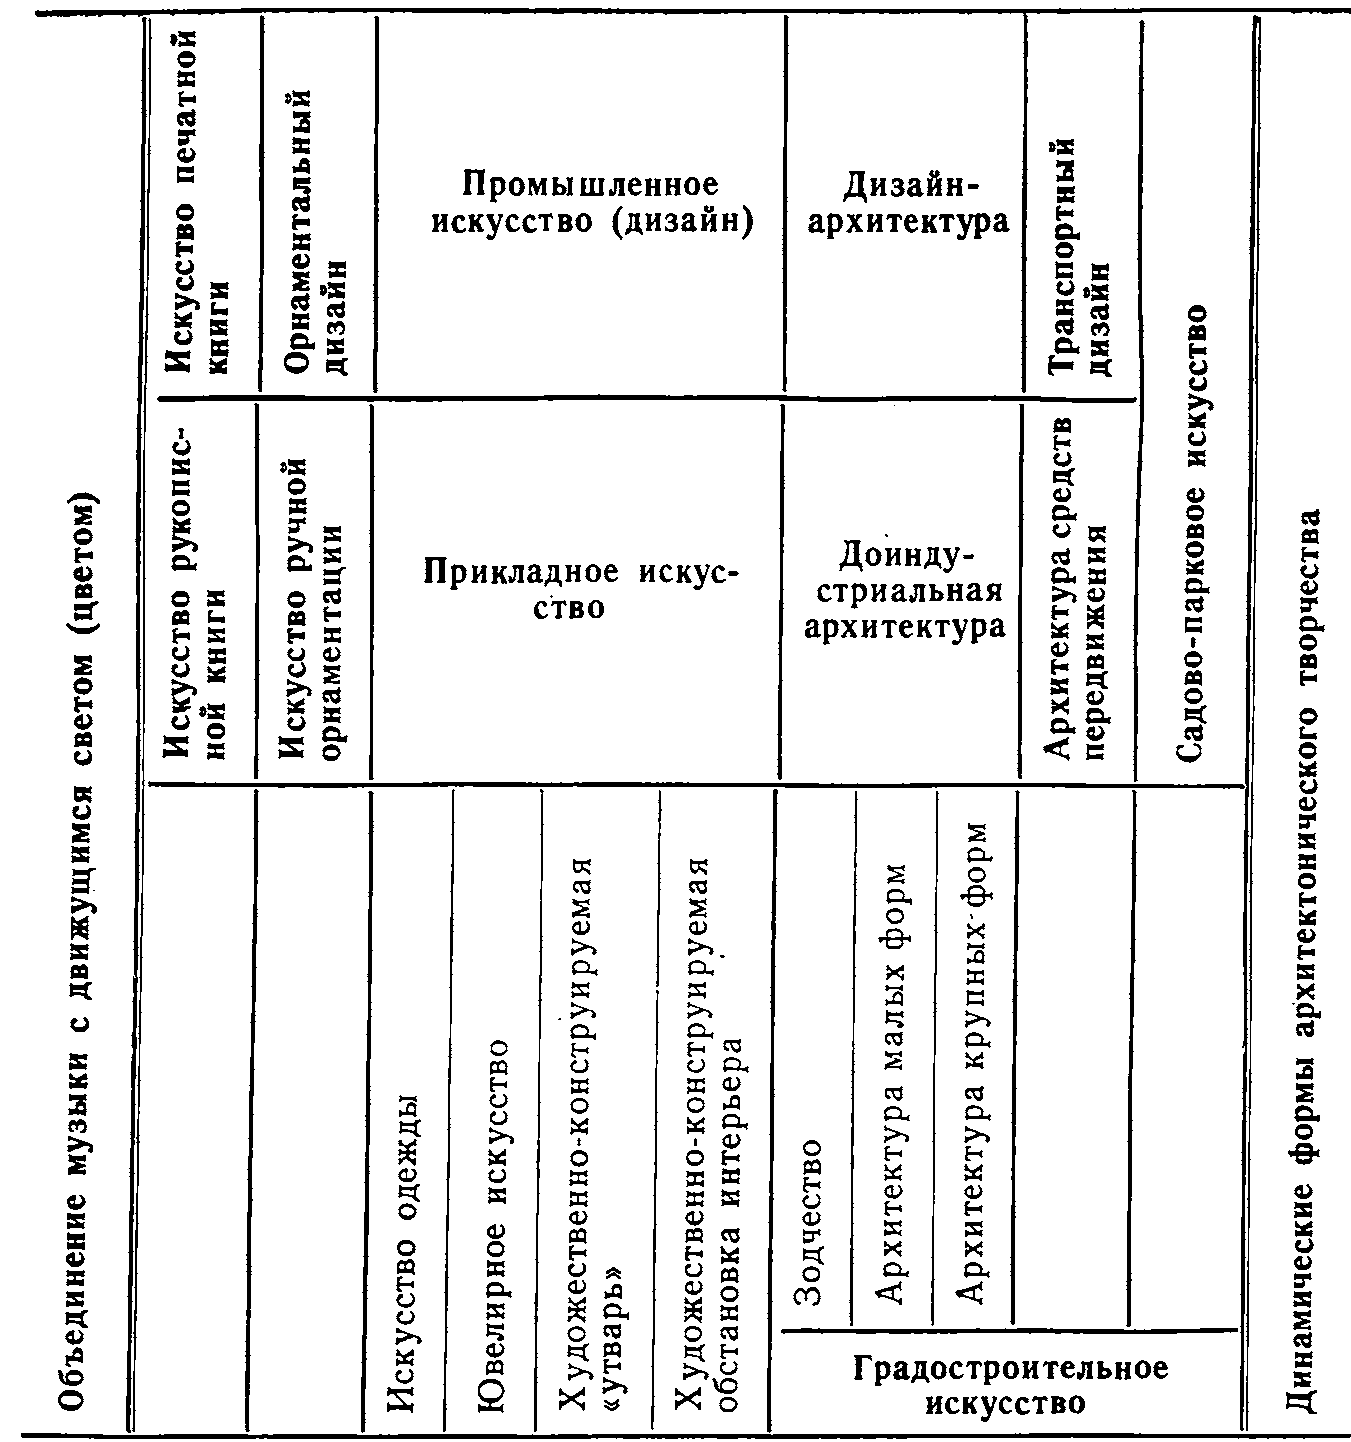 Объединение музыки с движущимся светом (цветом)
Искусство печатной
книги
Орнаментальный
дизайн
Промышленное
искусство (дизайн)
Дизайн-
архитектура
Транспортный
дизайн
Искусство рукопис-
ной книги
Искусство ручной
орнаментации
Прикладное искус-
ство
Доинду-
стриальная
архитектура
Архитектура средств
передвижения
Садово-парковое искусство
Искусство одежды
Ювелирное искусство
Художественно-конструируемая
«утварь»
Художественно-конструируемая
обстановка интерьера
Зодчество
Архитектура малых форм
Архитектура крупных форм
Градостроительное
искусство
Динамические формы архитектонического творчества